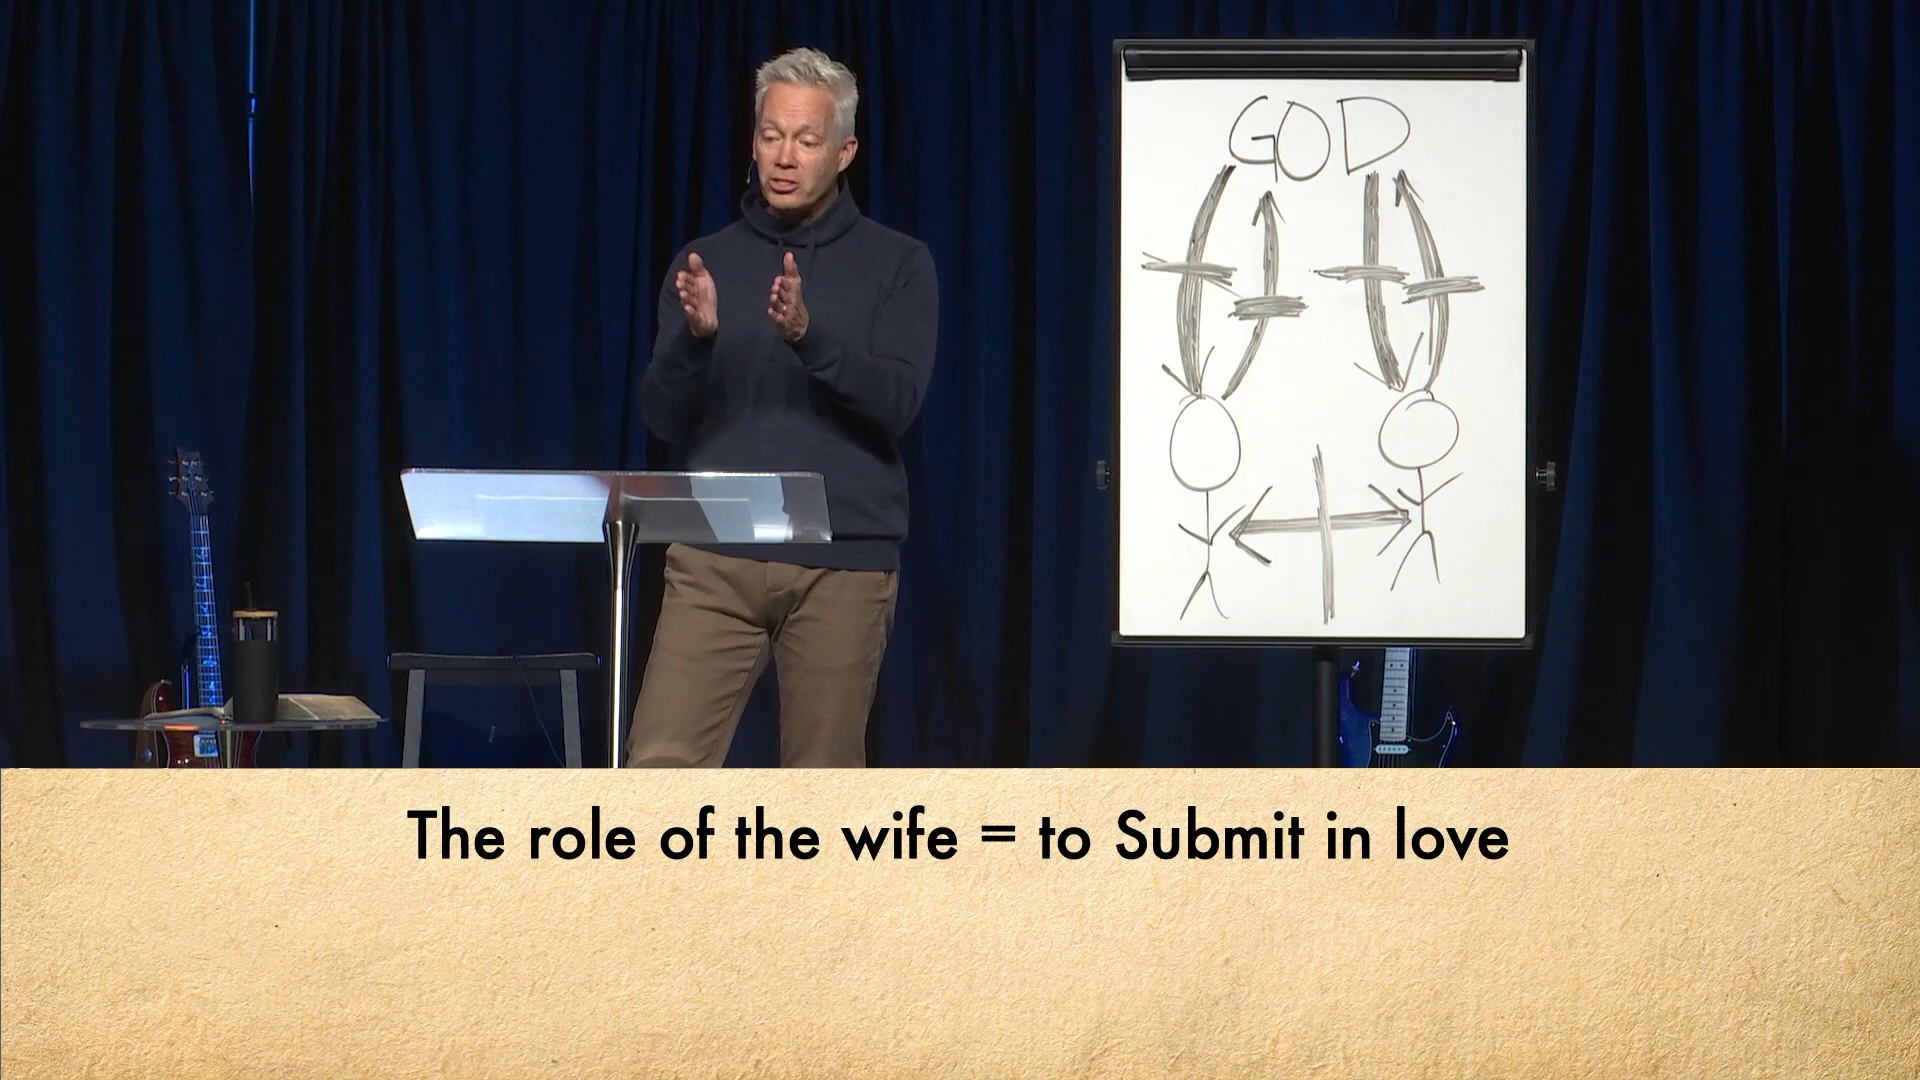 GOD
The role of the wife = to Submit in love